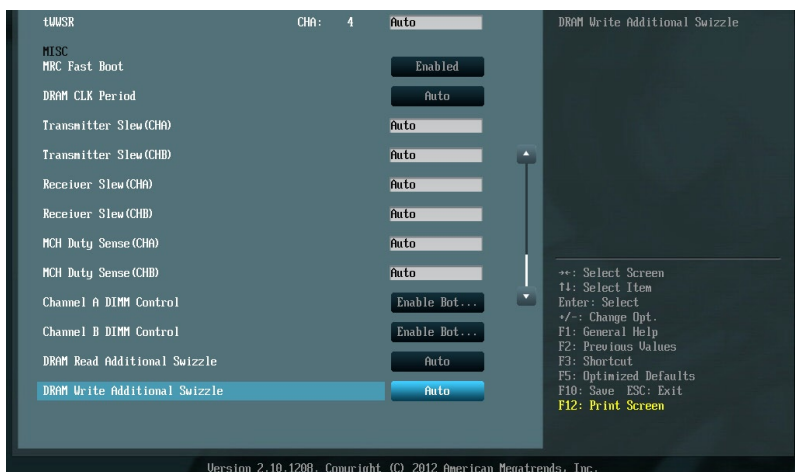 tWWSR CHA: 4 Auto
MISC
MRC Fast Boot Enabled
DRAM CLK Period Auto
Transmitter Slew(CHA) Auto
Transmitter Slew(CHB) Auto
Receiver Slew(CHA) Auto
Receiver Slew(CHB) Auto
MCH Duty Sense(CHA) Auto
MCH Duty Sense(CHB) Auto
Channel A DIMM Control Enable Bot...
Channel B DIMM Control Enable Bot...
DRAM Read Additional Swizzle Auto
DRAM Write Additional Swizzle Auto
DRAM Write Additional Swizzle
→←: Select Screen
↑↓: Select Item
Enter: Select
+/-: Change Opt.
F1: General Help
F2: Previous Values
F3: Shortcut
F5: Optimized Defaults
F10: Save ESC: Exit
F12: Print Screen
Version 2.10.1208. Copyright (C) 2012 American Megatrends, Inc.